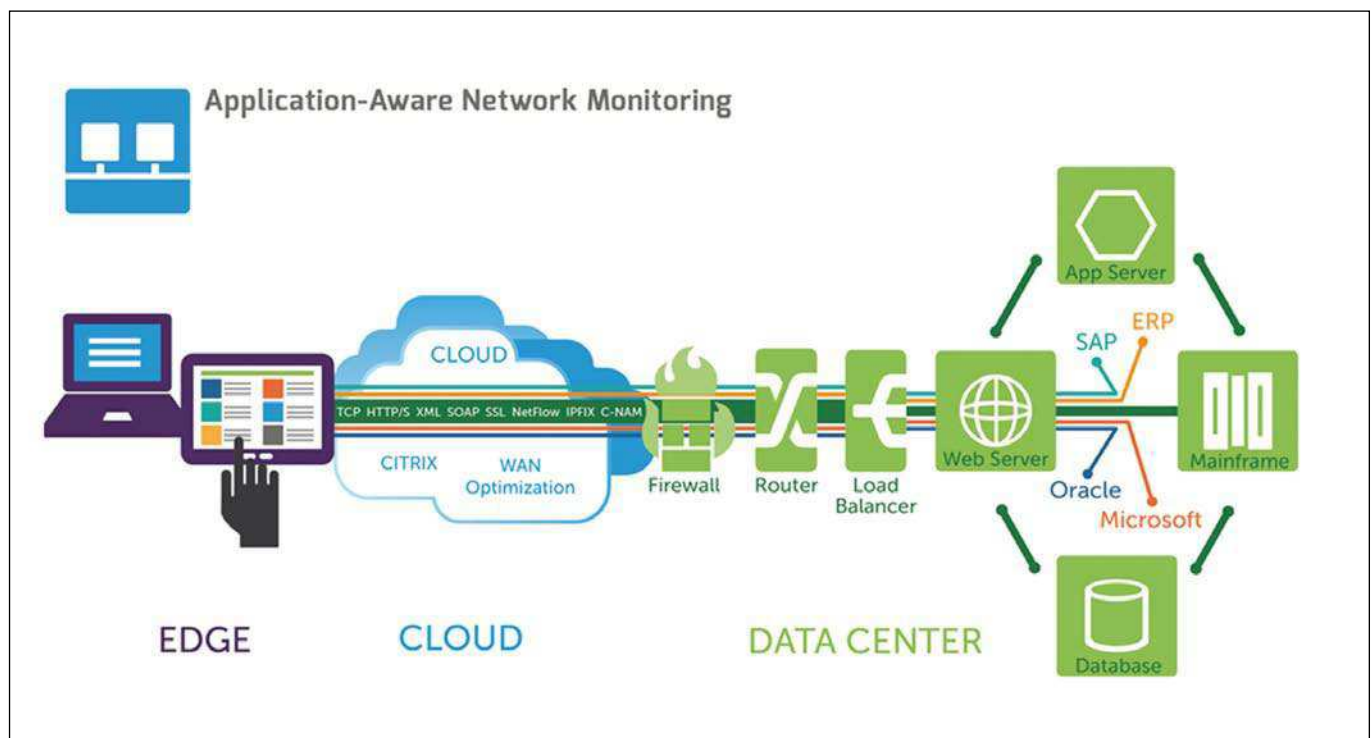 Application-Aware Network Monitoring
App Server
CLOUD
SAP
ERP
TCP HTTP/S XML SOAP SSL NetFlow IPFIX C-NAM
CITRIX
WAN
Optimization
Firewall
Router
Load
Balancer
Web Server
Mainframe
Oracle
Microsoft
EDGE
CLOUD
DATA CENTER
Database